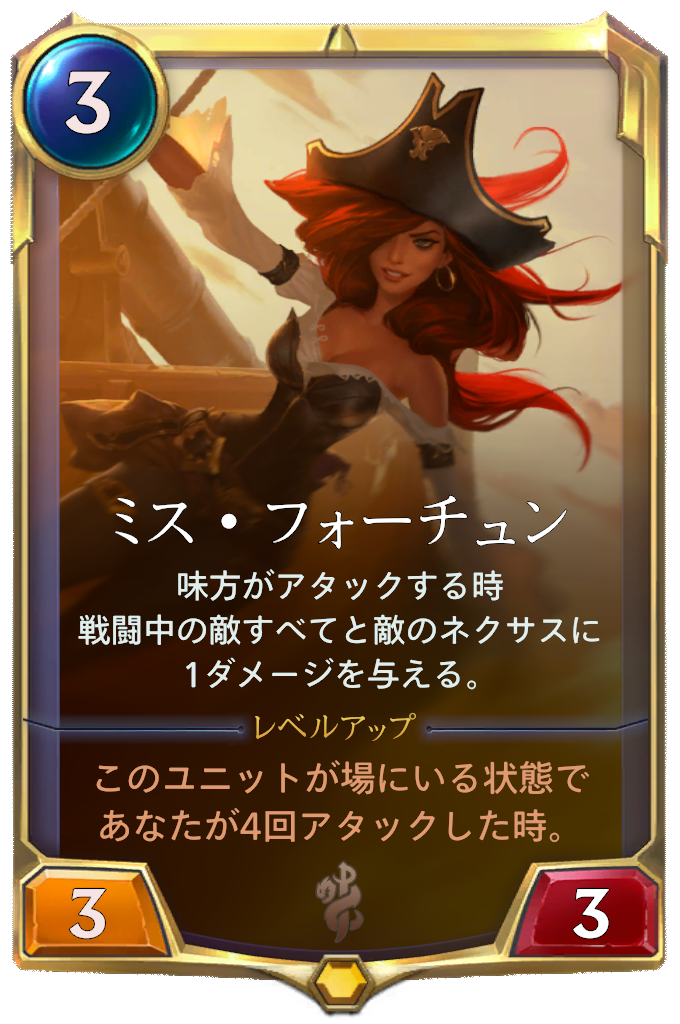 3
ミス・フォーチュン
味方がアタックする時
戦闘中の敵すべてと敵のネクサスに
1ダメージを与える。
レベルアップ
このユニットが場にいる状態で
あなたが4回アタックした時。
3
3